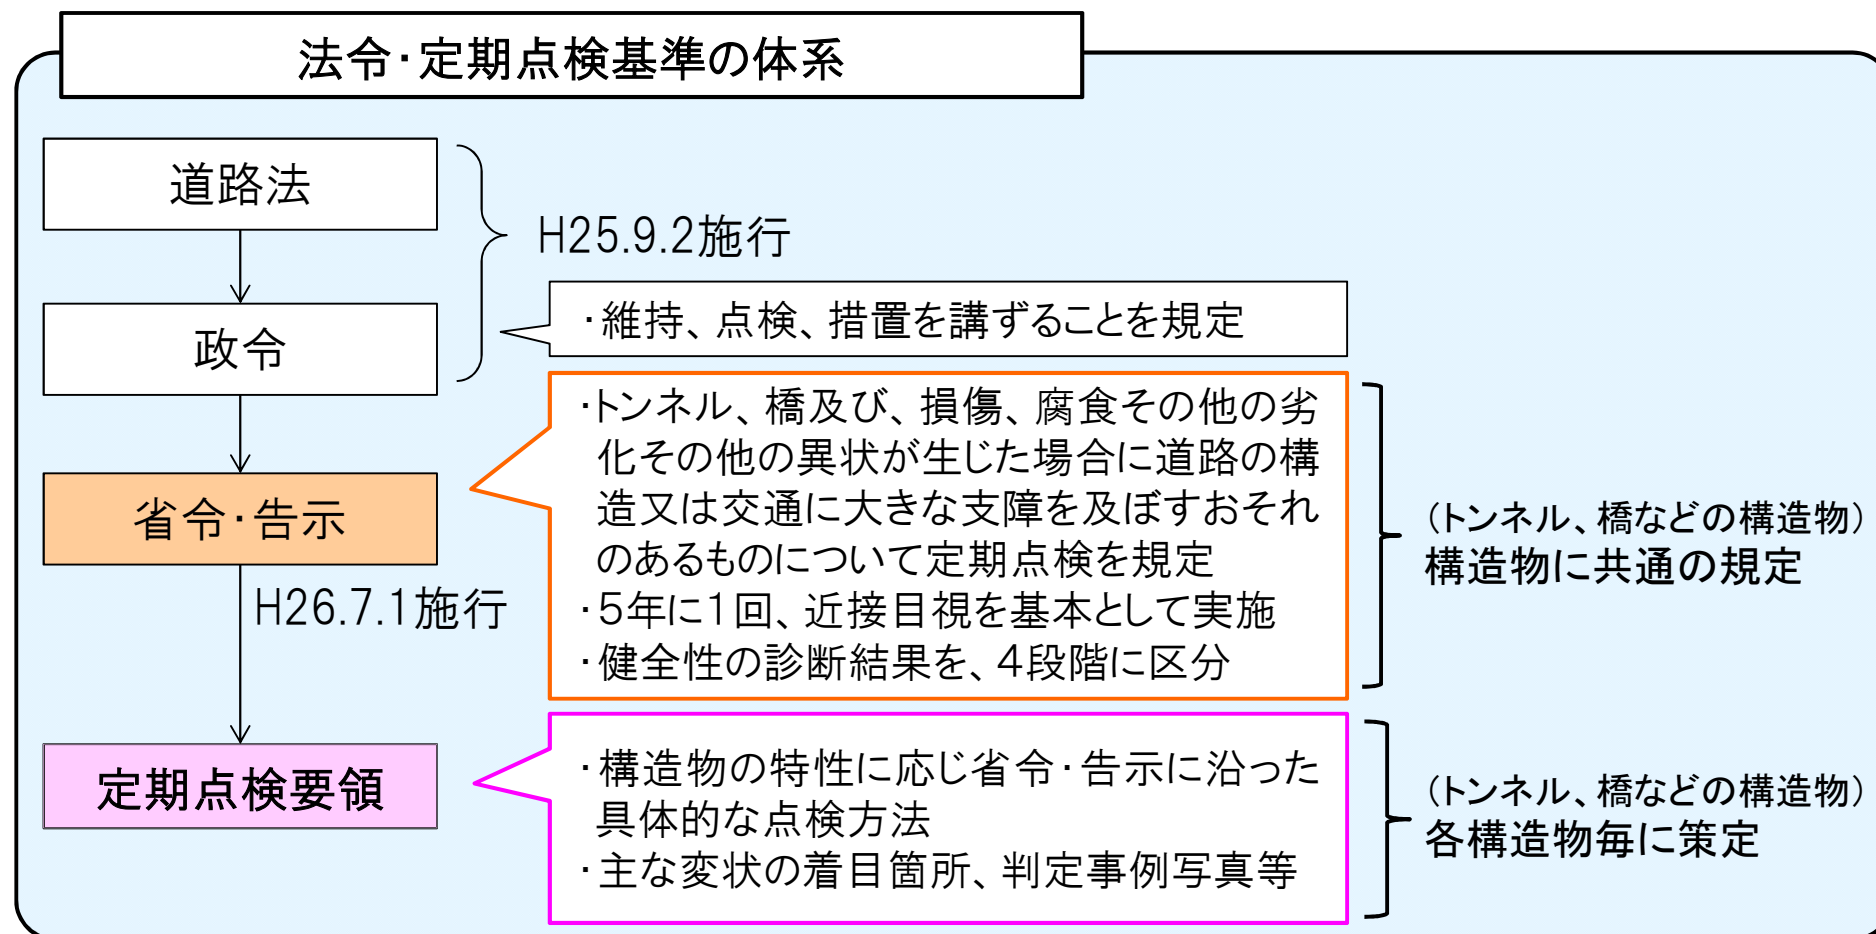 法令・定期点検基準の体系
道路法
H25.9.2施行
政令
・維持、点検、措置を講ずることを規定
省令・告示
H26.7.1施行
・トンネル、橋及び、損傷、腐食その他の劣
化その他の異状が生じた場合に道路の構
造又は交通に大きな支障を及ぼすおそれ
のあるものについて定期点検を規定
・５年に１回、近接目視を基本として実施
・健全性の診断結果を、４段階に区分
（トンネル、橋などの構造物）
構造物に共通の規定
定期点検要領
・構造物の特性に応じ省令・告示に沿った
具体的な点検方法
・主な変状の着目箇所、判定事例写真等
（トンネル、橋などの構造物）
各構造物毎に策定